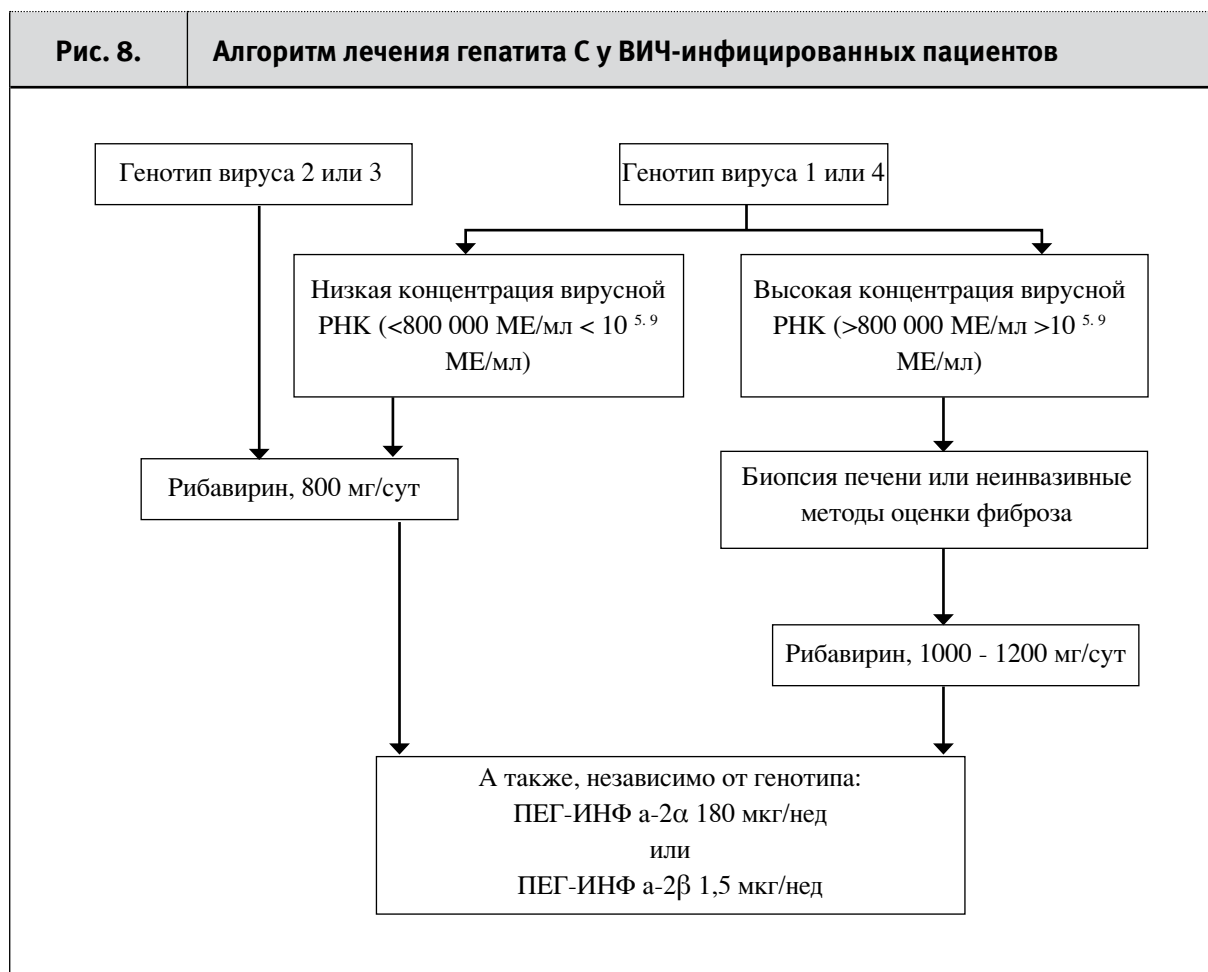 Рис. 8.
Алгоритм лечения гепатита С у ВИЧ-инфицированных пациентов
Генотип вируса 2 или 3
Генотип вируса 1 или 4
Низкая концентрация вирусной
РНК (<800 000 МЕ/мл < 10 5. 9
МЕ/мл)
Высокая концентрация вирусной
РНК (>800 000 МЕ/мл >10 5. 9
МЕ/мл)
Рибавирин, 800 мг/сут
Биопсия печени или неинвазивные
методы оценки фиброза
Рибавирин, 1000 - 1200 мг/сут
А также, независимо от генотипа:
ПЕГ-ИНФ а-2α 180 мкг/нед
или
ПЕГ-ИНФ а-2β 1,5 мкг/нед